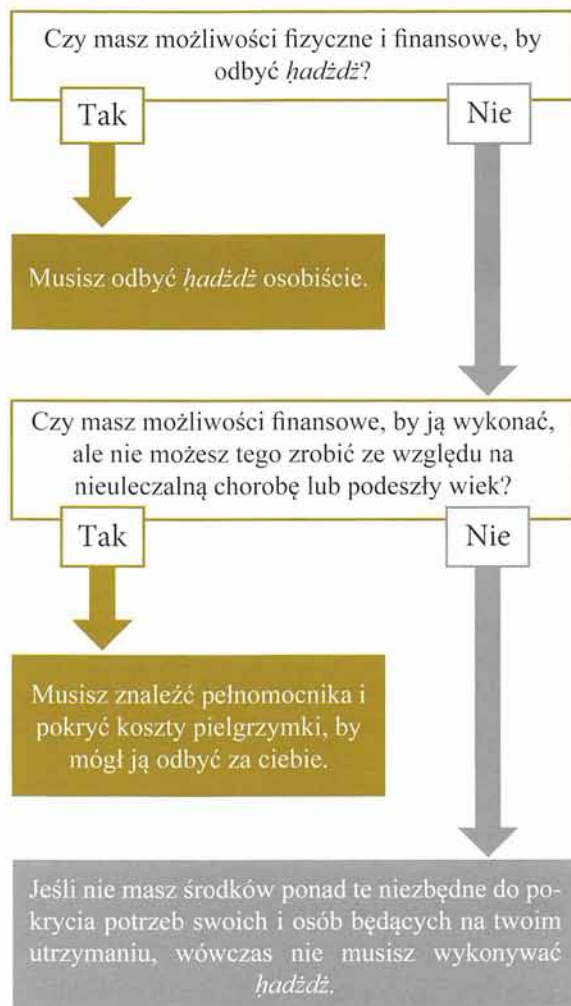 Czy masz możliwości fizyczne i finansowe, by
odbyć ḥadżdż?
Tak
Nie
Musisz odbyć ḥadżdż osobiście.
Czy masz możliwości finansowe, by ją wykonać,
ale nie możesz tego zrobić ze względu na
nieuleczalną chorobę lub podeszły wiek?
Tak
Nie
Musisz znaleźć pełnomocnika i
pokryć koszty pielgrzymki, by
mógł ją odbyć za ciebie.
Jeśli nie masz środków ponad te niezbędne do po-
krycia potrzeb swoich i osób będących na twoim
utrzymaniu, wówczas nie musisz wykonywać
ḥadżdż.